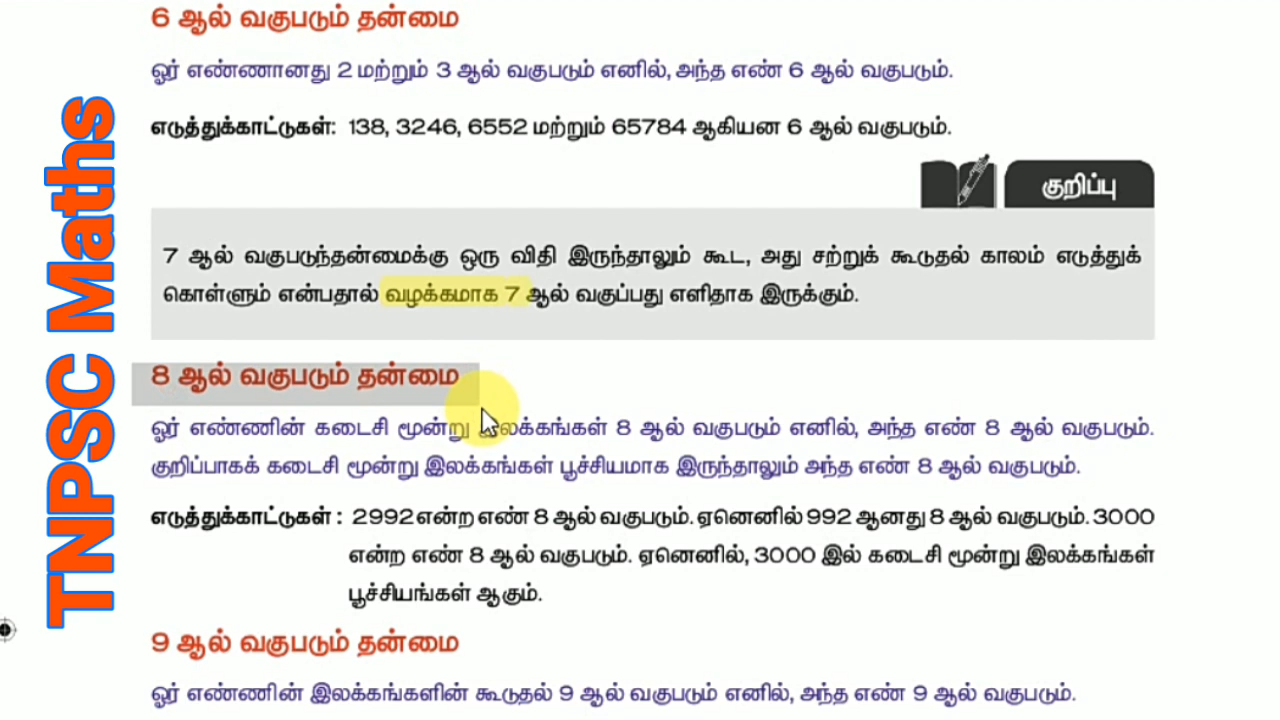 6 ஆல் வகுபடும் தன்மை
ஓர் எண்ணானது 2 மற்றும் 3 ஆல் வகுபடும் எனில், அந்த எண் 6 ஆல் வகுபடும்.
எடுத்துக்காட்டுகள்: 138, 3246, 6552 மற்றும் 65784 ஆகியன 6 ஆல் வகுபடும்.
குறிப்பு
7 ஆல் வகுபடுந்தன்மைக்கு ஒரு விதி இருந்தாலும் கூட, அது சற்றுக் கூடுதல் காலம் எடுத்துக்
கொள்ளும் என்பதால் வழக்கமாக 7 ஆல் வகுப்பது எளிதாக இருக்கும்.
8 ஆல் வகுபடும் தன்மை
ஓர் எண்ணின் கடைசி மூன்று இலக்கங்கள் 8 ஆல் வகுபடும் எனில், அந்த எண் 8 ஆல் வகுபடும்.
குறிப்பாகக் கடைசி மூன்று இலக்கங்கள் பூச்சியமாக இருந்தாலும் அந்த எண் 8 ஆல் வகுபடும்.
எடுத்துக்காட்டுகள் : 2992 என்ற எண் 8 ஆல் வகுபடும். ஏனெனில் 992 ஆனது 8 ஆல் வகுபடும். 3000
என்ற எண் 8 ஆல் வகுபடும். ஏனெனில், 3000 இல் கடைசி மூன்று இலக்கங்கள்
பூச்சியங்கள் ஆகும்.
9 ஆல் வகுபடும் தன்மை
ஓர் எண்ணின் இலக்கங்களின் கூடுதல் 9 ஆல் வகுபடும் எனில், அந்த எண் 9 ஆல் வகுபடும்.
TNPSC Maths